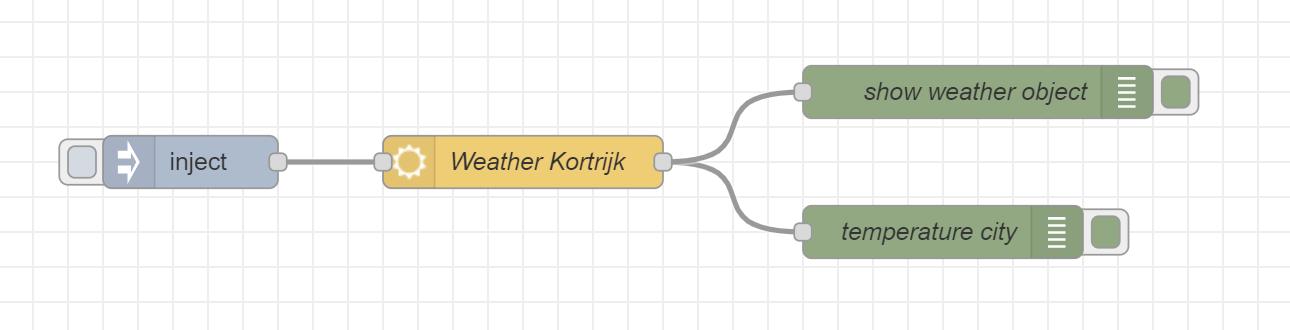 show weather object
inject
Weather Kortrijk
temperature city